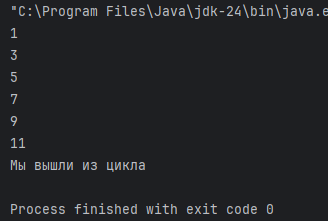 "C:\Program Files\Java\jdk-24\bin\java.e
1
3
5
7
9
11
Мы вышли из цикла
Process finished with exit code 0